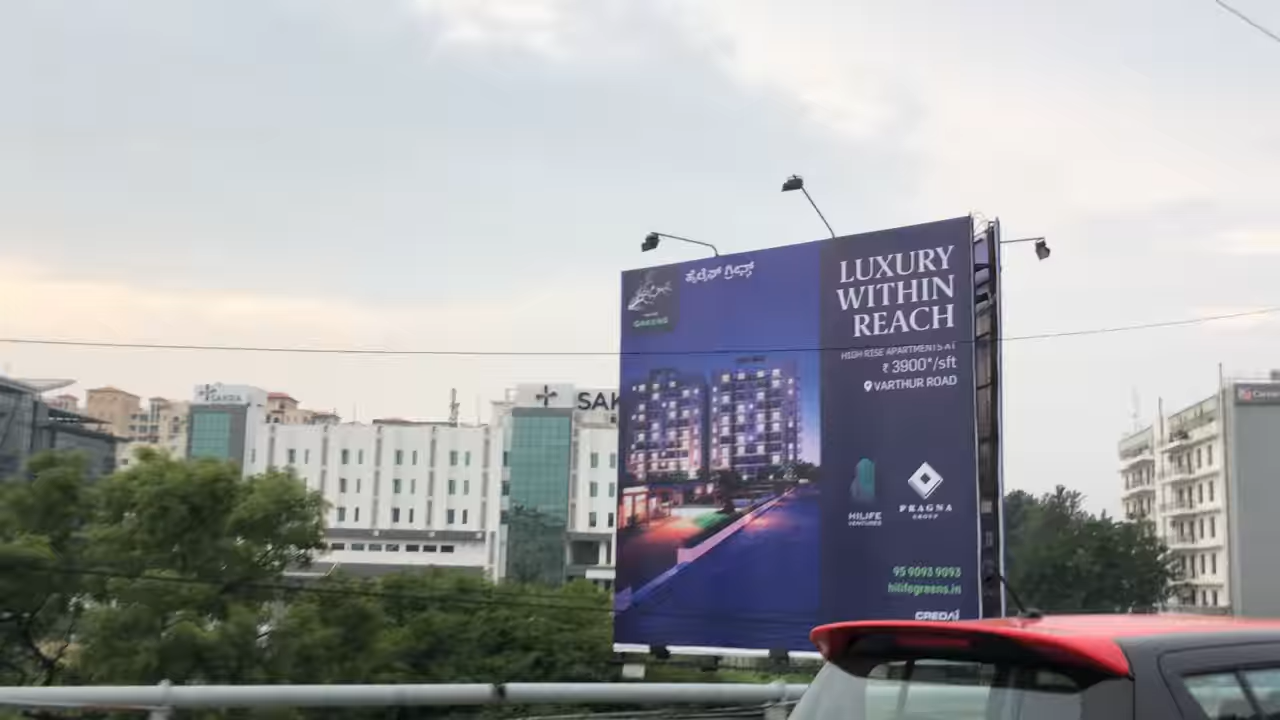 SAKRA
SAK
ಹೈಲೈಫ್ ಗ್ರೀನ್ಸ್
GREENS
LUXURY
WITHIN
REACH
HIGH RISE APARTMENTS AT
₹ 3900*/sft
VARTHUR ROAD
HILIFE
VENTURES
PRAGNA
GROUP
95 9093 9093
hilifegreens.in
CREDAI